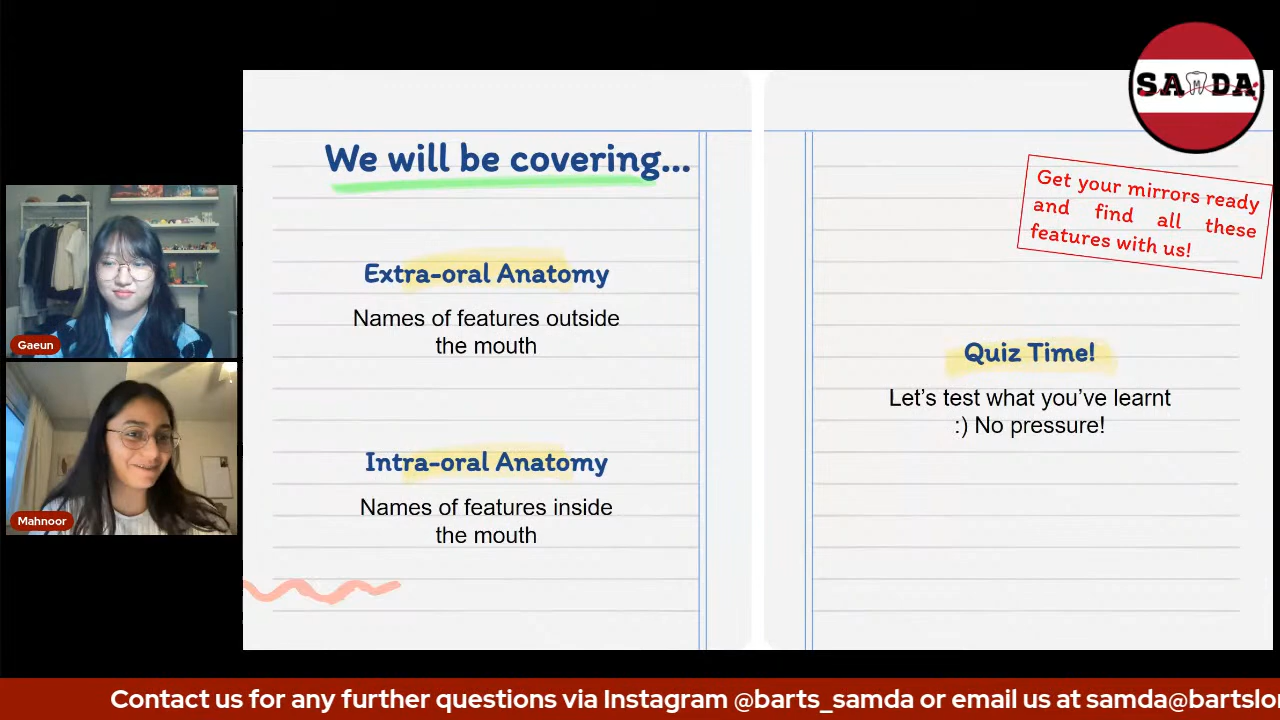 SAMDA
We will be covering...
Get your mirrors ready
and find all these
features with us!
Extra-oral Anatomy
Names of features outside
the mouth
Quiz Time!
Let's test what you've learnt
:) No pressure!
Intra-oral Anatomy
Names of features inside
the mouth
Gaeun
Mahnoor
Contact us for any further questions via Instagram @barts_samda or email us at samda@bartslo